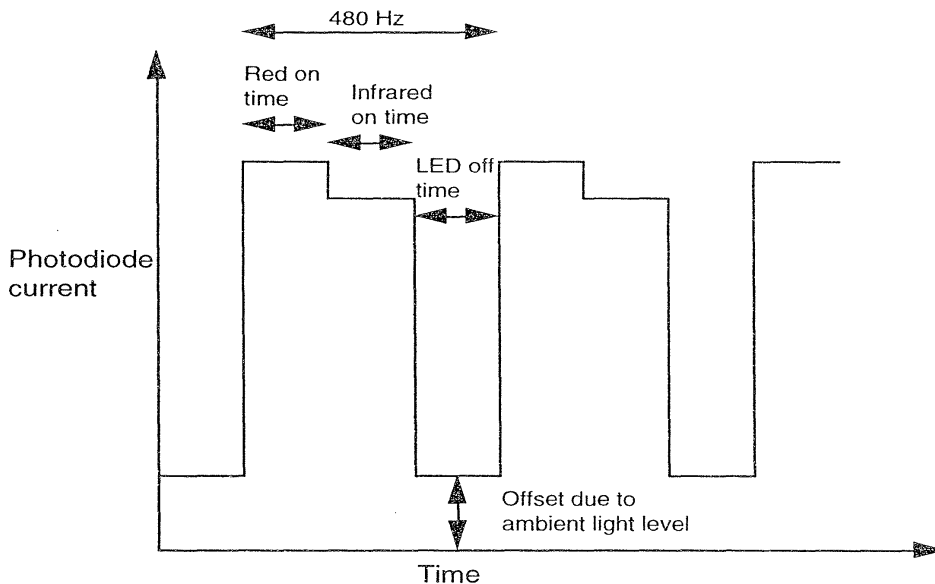 480 Hz
Red on
time
Infrared
on time
LED off
time
Photodiode
current
Offset due to
ambient light level
Time